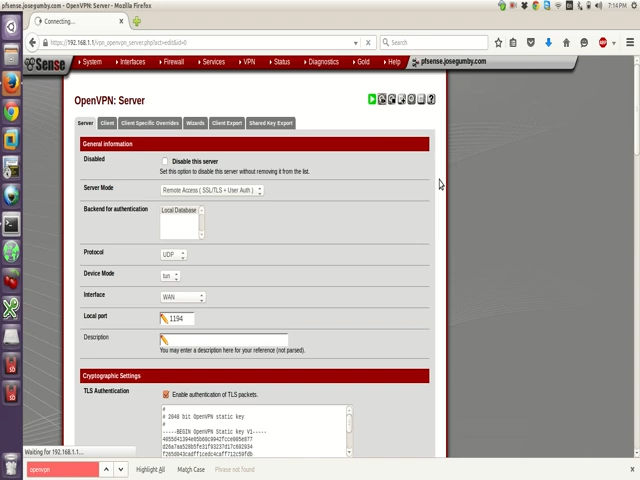 pfsense.josegumby.com - OpenVPN: Server - Mozilla Firefox
7:14 PM
Connecting...
https://192.168.1.1/vpn_openvpn_server.php?act=edit&id=0
Search
Sense
System
Interfaces
Firewall
Services
VPN
Status
Diagnostics
Gold
Help
pfsense.josegumby.com
OpenVPN: Server
Server
Client
Client Specific Overrides
Wizards
Client Export
Shared Key Export
General information
Disabled
Disable this server
Set this option to disable this server without removing it from the list.
Server Mode
Remote Access ( SSL/TLS + User Auth )
Backend for authentication
Local Database
Protocol
UDP
Device Mode
tun
Interface
WAN
Local port
1194
Description
You may enter a description here for your reference (not parsed).
Cryptographic Settings
TLS Authentication
Enable authentication of TLS packets.
#
# 2048 bit OpenVPN static key
#
-----BEGIN OpenVPN Static key V1-----
Waiting for 192.168.1.1...
openvpn
Highlight All
Match Case
Phrase not found